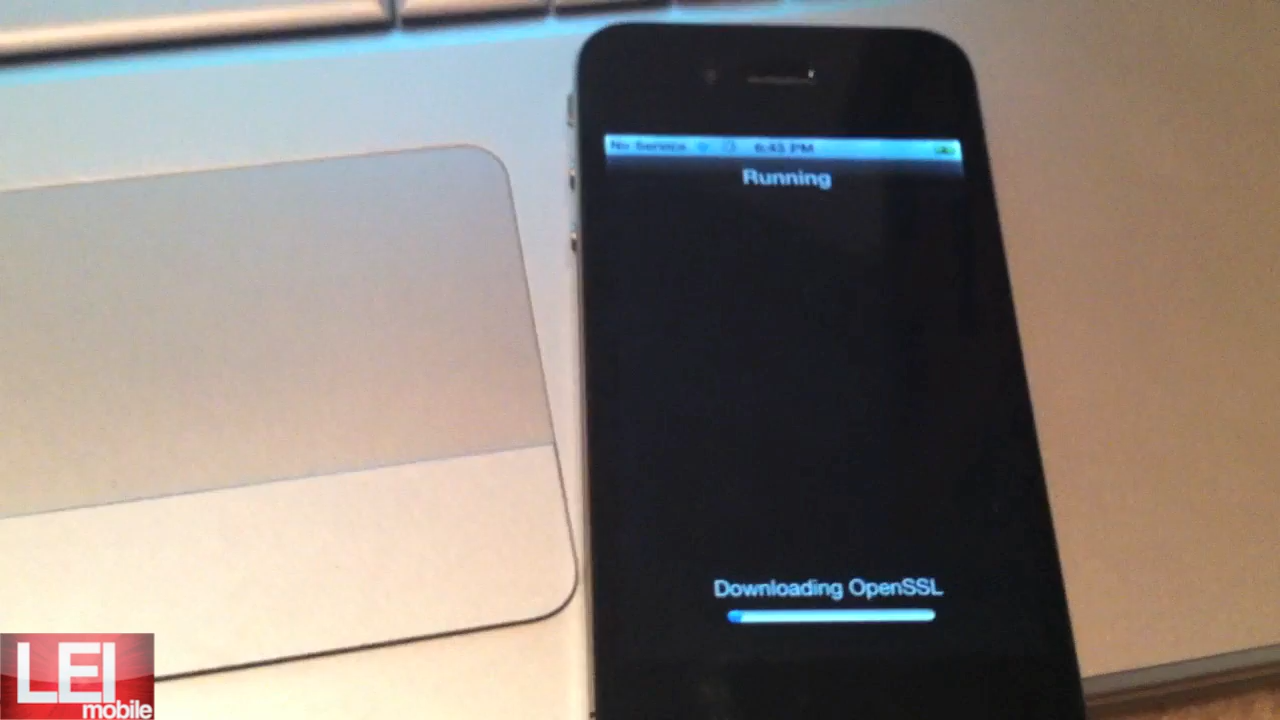 No Service 6:43 PM
Running
Downloading OpenSSL
LEI
mobile